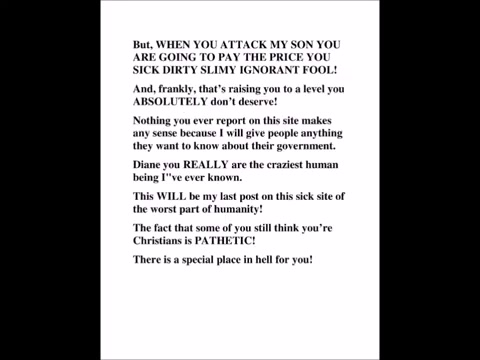 But, WHEN YOU ATTACK MY SON YOU
ARE GOING TO PAY THE PRICE YOU
SICK DIRTY SLIMY IGNORANT FOOL!
And, frankly, that's raising you to a level you
ABSOLUTELY don't deserve!
Nothing you ever report on this site makes
any sense because I will give people anything
they want to know about their government.
Diane you REALLY are the craziest human
being I"ve ever known.
This WILL be my last post on this sick site of
the worst part of humanity!
The fact that some of you still think you're
Christians is PATHETIC!
There is a special place in hell for you!